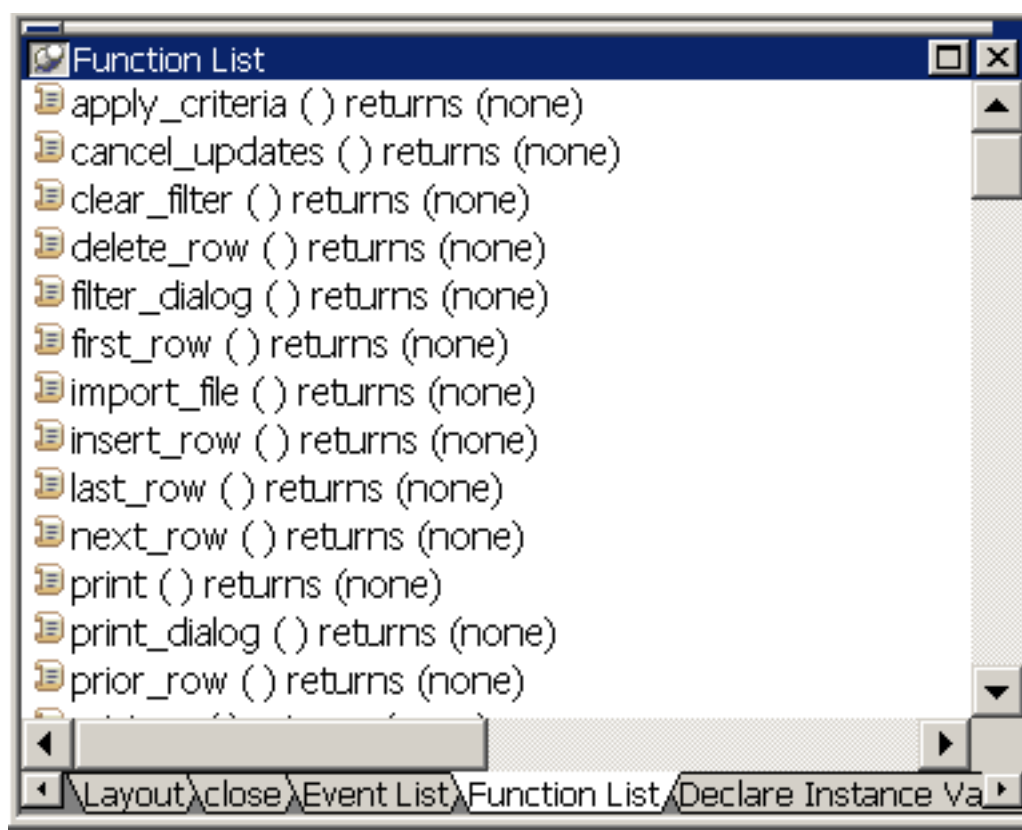 Function List
apply_criteria ( ) returns (none)
cancel_updates ( ) returns (none)
clear_filter ( ) returns (none)
delete_row ( ) returns (none)
filter_dialog ( ) returns (none)
first_row ( ) returns (none)
import_file ( ) returns (none)
insert_row ( ) returns (none)
last_row ( ) returns (none)
next_row ( ) returns (none)
print ( ) returns (none)
print_dialog ( ) returns (none)
prior_row ( ) returns (none)
Layout close Event List Function List Declare Instance Va